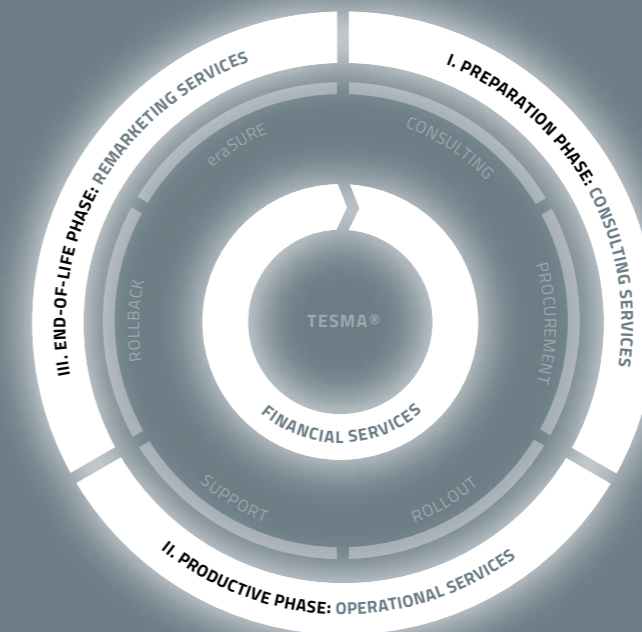 I. PREPARATION PHASE: CONSULTING SERVICES
II. PRODUCTIVE PHASE: OPERATIONAL SERVICES
III. END-OF-LIFE PHASE: REMARKETING SERVICES
CONSULTING
PROCUREMENT
ROLLOUT
SUPPORT
ROLLBACK
eraSURE
FINANCIAL SERVICES
TESMA®